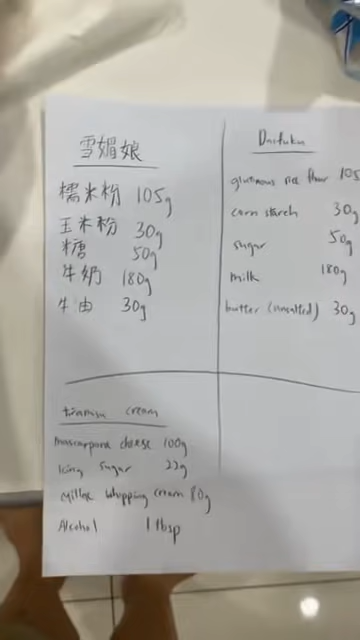 雪媚娘
糯米粉 105g
玉米粉 30g
糖 50g
牛奶 180g
牛由 30g
Daifuku
glutinous rice flour 105
corn starch 30g
sugar 50g
milk 180g
butter (unsalted) 30g
tiramisu cream
mascarpone cheese 100g
Icing sugar 22g
Millac whipping cream 80g
Alcohol 1 tbsp